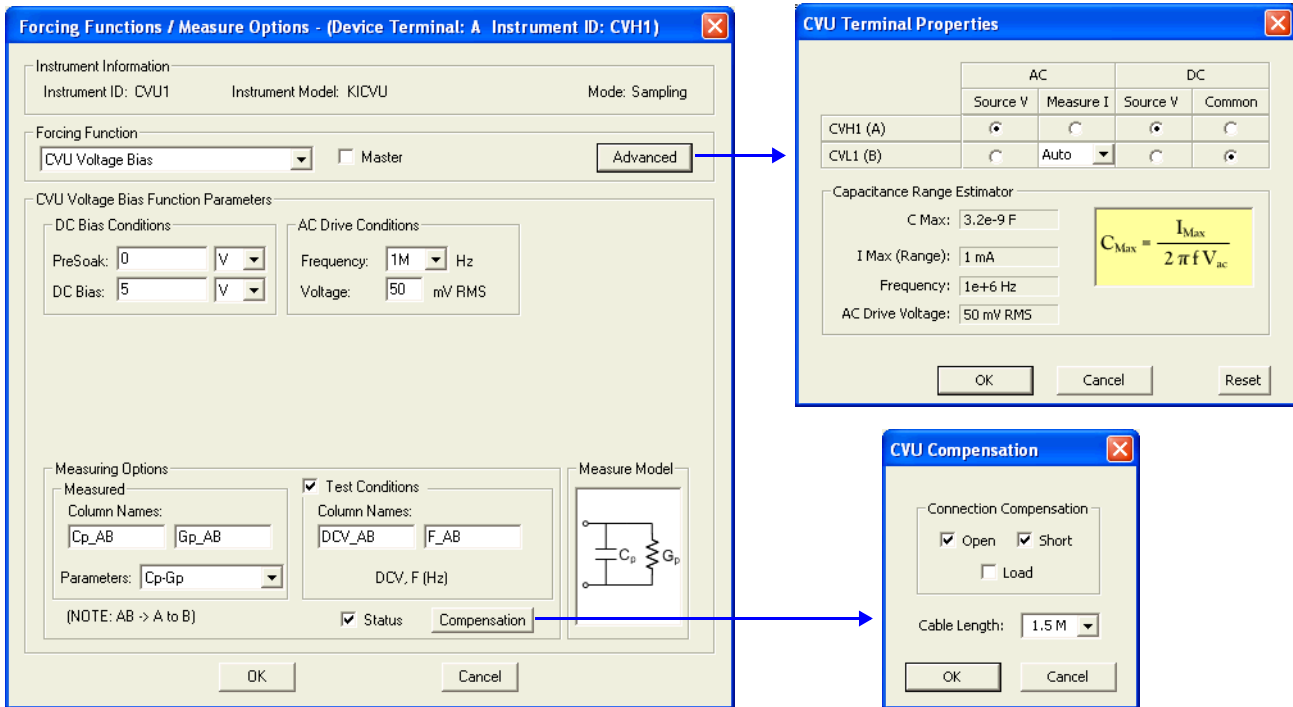 Forcing Functions / Measure Options - (Device Terminal: A Instrument ID: CVH1)
Instrument Information
Instrument ID: CVU1 Instrument Model: KICVU Mode: Sampling
Forcing Function
CVU Voltage Bias Master Advanced
CVU Voltage Bias Function Parameters
DC Bias Conditions
PreSoak: 0 V
DC Bias: 5 V
AC Drive Conditions
Frequency: 1M Hz
Voltage: 50 mV RMS
Measuring Options
Measured
Column Names:
Cp_AB Gp_AB
Parameters: Cp-Gp
(NOTE: AB -> A to B)
Test Conditions
Column Names:
DCV_AB F_AB
DCV, F (Hz)
Status Compensation
Measure Model
Cp Gp
OK Cancel
CVU Terminal Properties
AC DC
Source V Measure I Source V Common
CVH1 (A)
CVL1 (B) Auto
Capacitance Range Estimator
C Max: 3.2e-9 F
I Max (Range): 1 mA
Frequency: 1e+6 Hz
AC Drive Voltage: 50 mV RMS
C_Max = I_Max / 2 π f V_ac
OK Cancel Reset
CVU Compensation
Connection Compensation
Open Short
Load
Cable Length: 1.5 M
OK Cancel